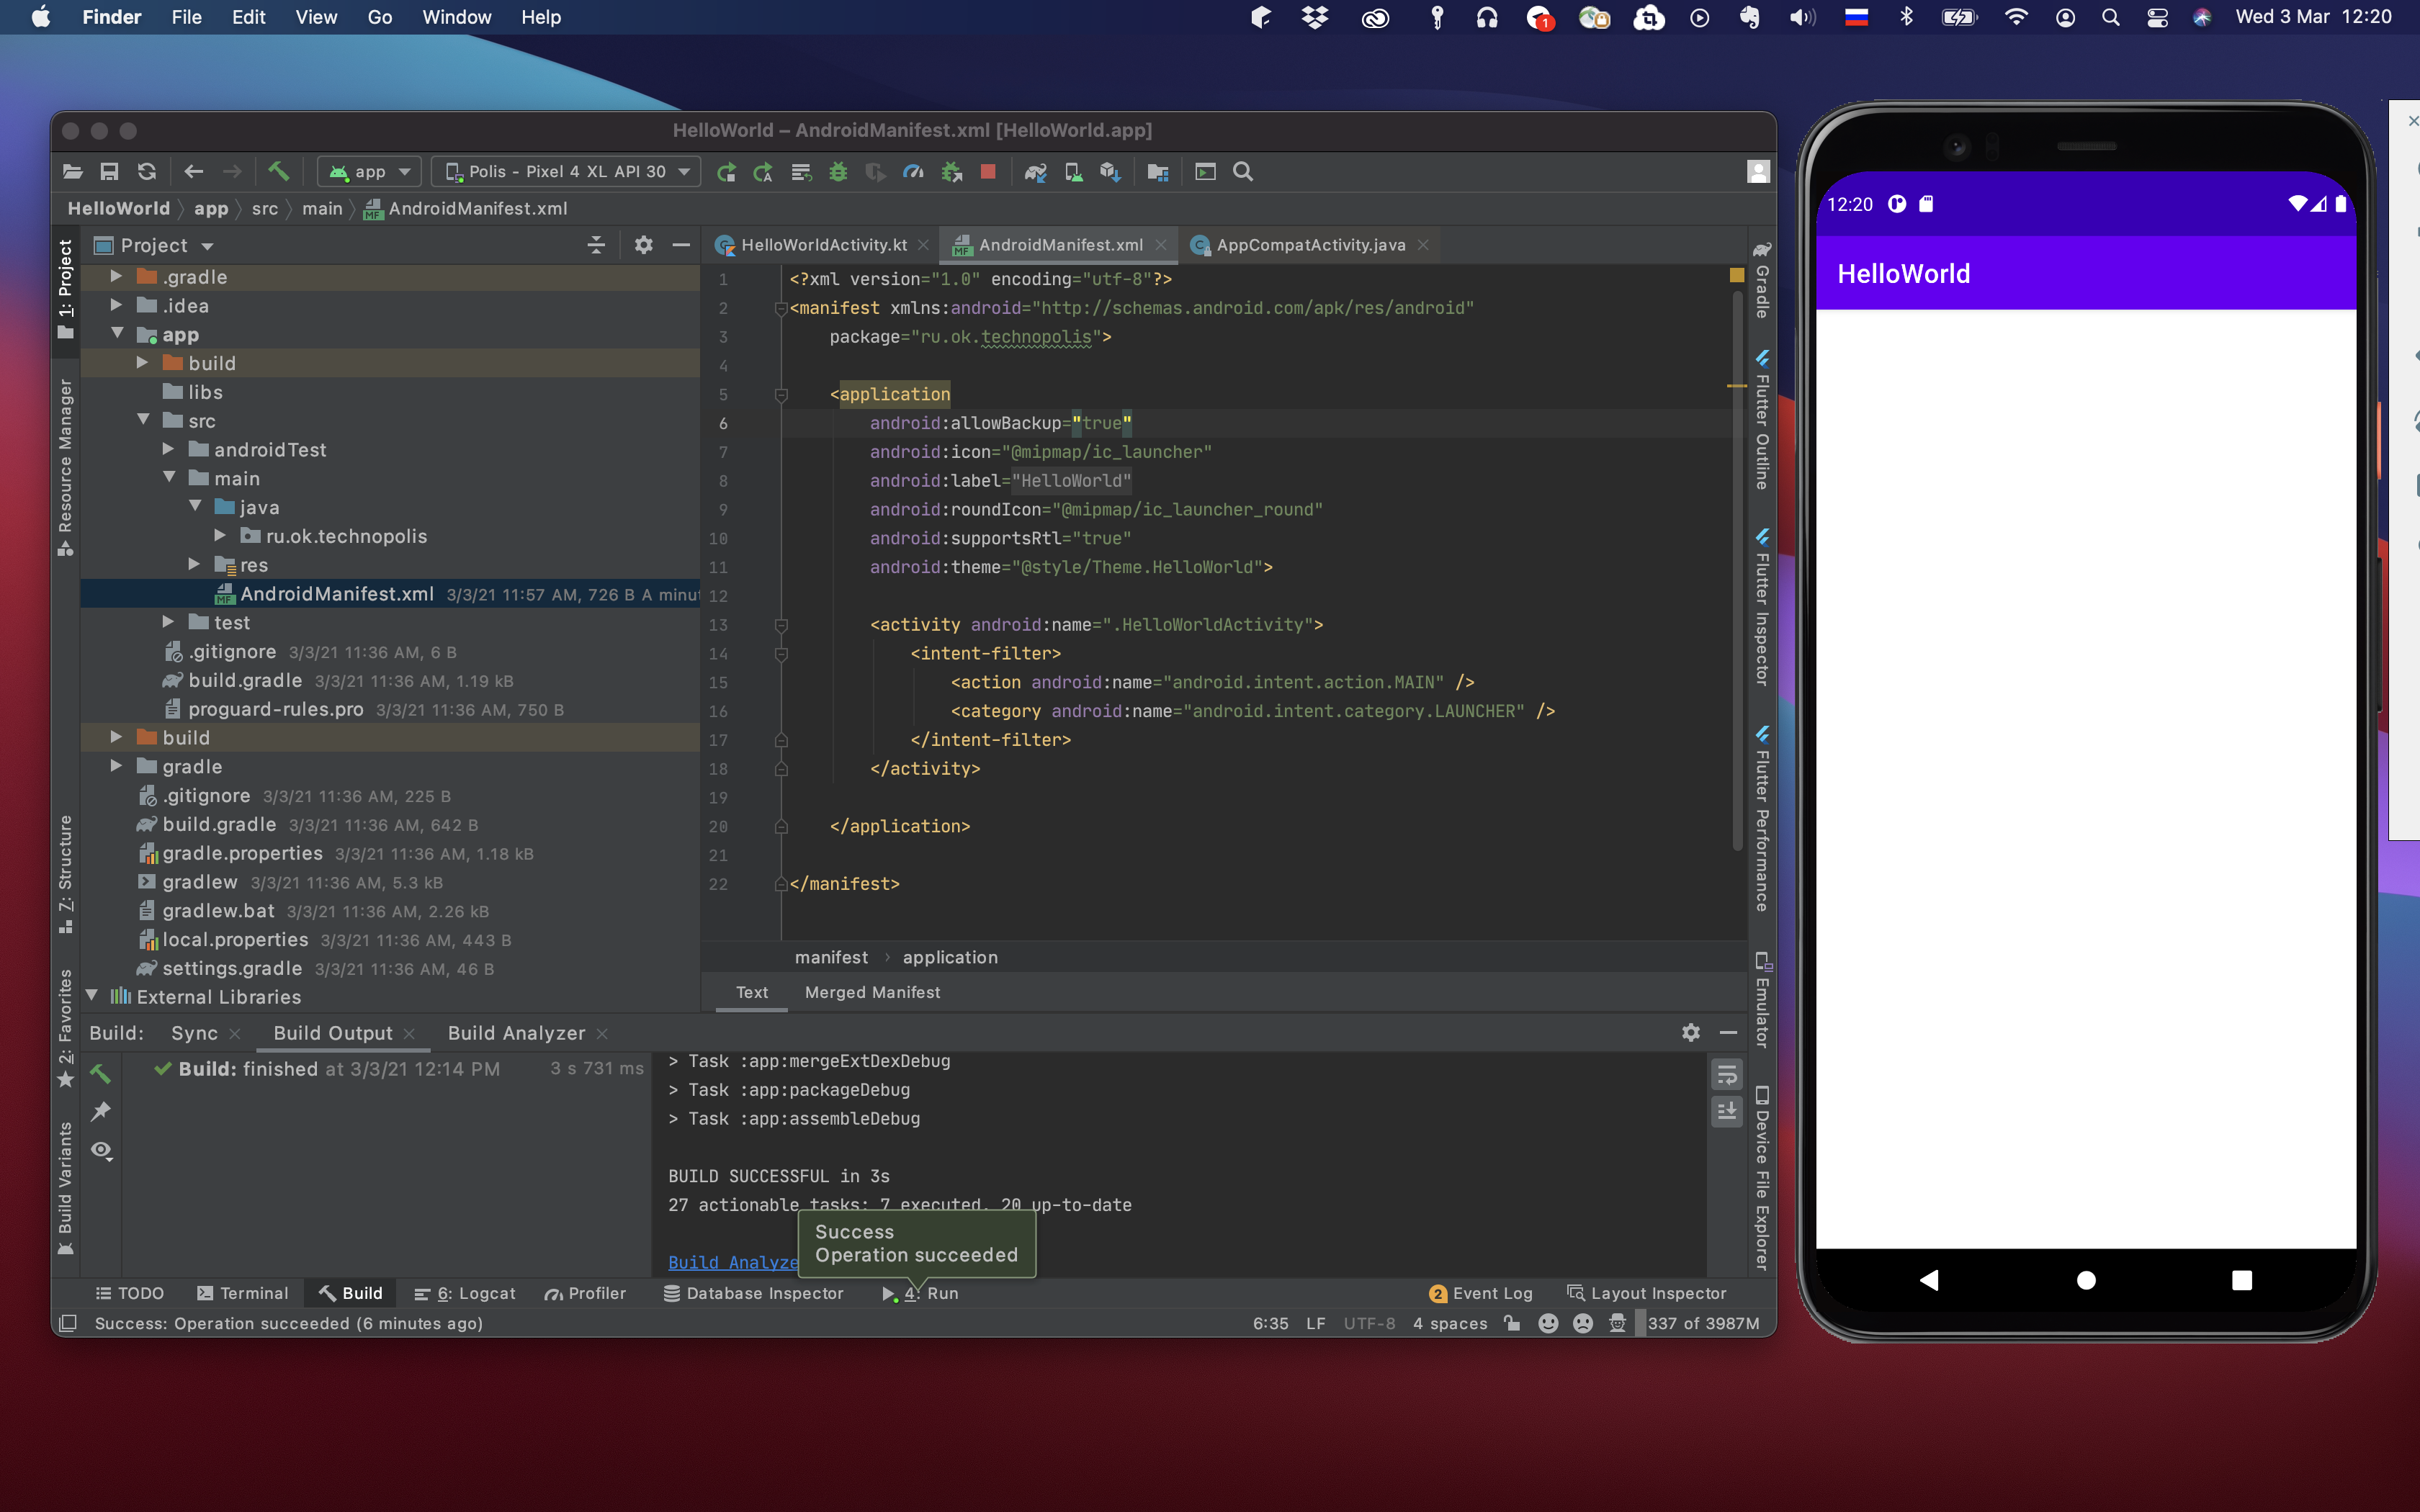 Finder File Edit View Go Window Help
1
Wed 3 Mar 12:20
HelloWorld – AndroidManifest.xml [HelloWorld.app]
app
Polis - Pixel 4 XL API 30
HelloWorld app src main AndroidManifest.xml
1: Project
Resource Manager
7: Structure
2: Favorites
Build Variants
Project
.gradle
.idea
app
build
libs
src
androidTest
main
java
ru.ok.technopolis
res
AndroidManifest.xml 3/3/21 11:57 AM, 726 B A minu
test
.gitignore 3/3/21 11:36 AM, 6 B
build.gradle 3/3/21 11:36 AM, 1.19 kB
proguard-rules.pro 3/3/21 11:36 AM, 750 B
build
gradle
.gitignore 3/3/21 11:36 AM, 225 B
build.gradle 3/3/21 11:36 AM, 642 B
gradle.properties 3/3/21 11:36 AM, 1.18 kB
gradlew 3/3/21 11:36 AM, 5.3 kB
gradlew.bat 3/3/21 11:36 AM, 2.26 kB
local.properties 3/3/21 11:36 AM, 443 B
settings.gradle 3/3/21 11:36 AM, 46 B
External Libraries
HelloWorldActivity.kt AndroidManifest.xml AppCompatActivity.java
1 <?xml version="1.0" encoding="utf-8"?>
2 <manifest xmlns:android="http://schemas.android.com/apk/res/android"
3 package="ru.ok.technopolis">
4
5 <application
6 android:allowBackup="true"
7 android:icon="@mipmap/ic_launcher"
8 android:label="HelloWorld"
9 android:roundIcon="@mipmap/ic_launcher_round"
10 android:supportsRtl="true"
11 android:theme="@style/Theme.HelloWorld">
12
13 <activity android:name=".HelloWorldActivity">
14 <intent-filter>
15 <action android:name="android.intent.action.MAIN" />
16 <category android:name="android.intent.category.LAUNCHER" />
17 </intent-filter>
18 </activity>
19
20 </application>
21
22 </manifest>
manifest › application
Text Merged Manifest
Gradle
Flutter Outline
Flutter Inspector
Flutter Performance
Emulator
Device File Explorer
Build: Sync Build Output Build Analyzer
Build: finished at 3/3/21 12:14 PM 3 s 731 ms
> Task :app:mergeExtDexDebug
> Task :app:packageDebug
> Task :app:assembleDebug
BUILD SUCCESSFUL in 3s
27 actionable tasks: 7 executed, 20 up-to-date
Build Analyze
Success
Operation succeeded
TODO Terminal Build 6: Logcat Profiler Database Inspector 4: Run 2 Event Log Layout Inspector
Success: Operation succeeded (6 minutes ago) 6:35 LF UTF-8 4 spaces 337 of 3987M
12:20
HelloWorld